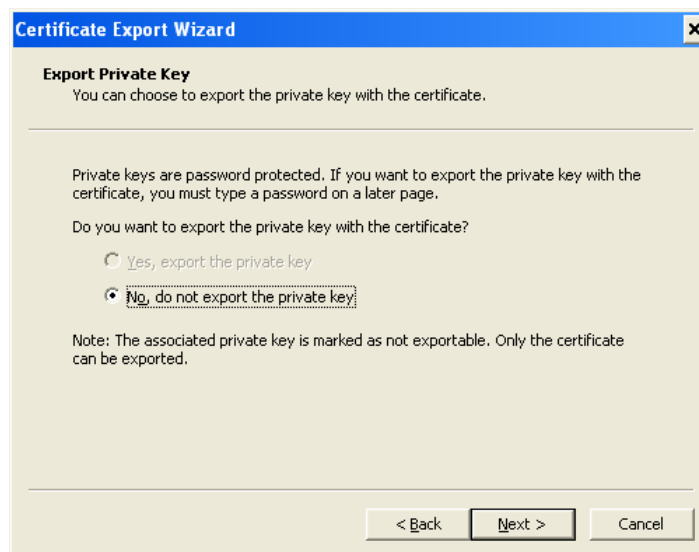 Certificate Export Wizard
Export Private Key
You can choose to export the private key with the certificate.
Private keys are password protected. If you want to export the private key with the
certificate, you must type a password on a later page.
Do you want to export the private key with the certificate?
Yes, export the private key
No, do not export the private key
Note: The associated private key is marked as not exportable. Only the certificate
can be exported.
< Back Next > Cancel